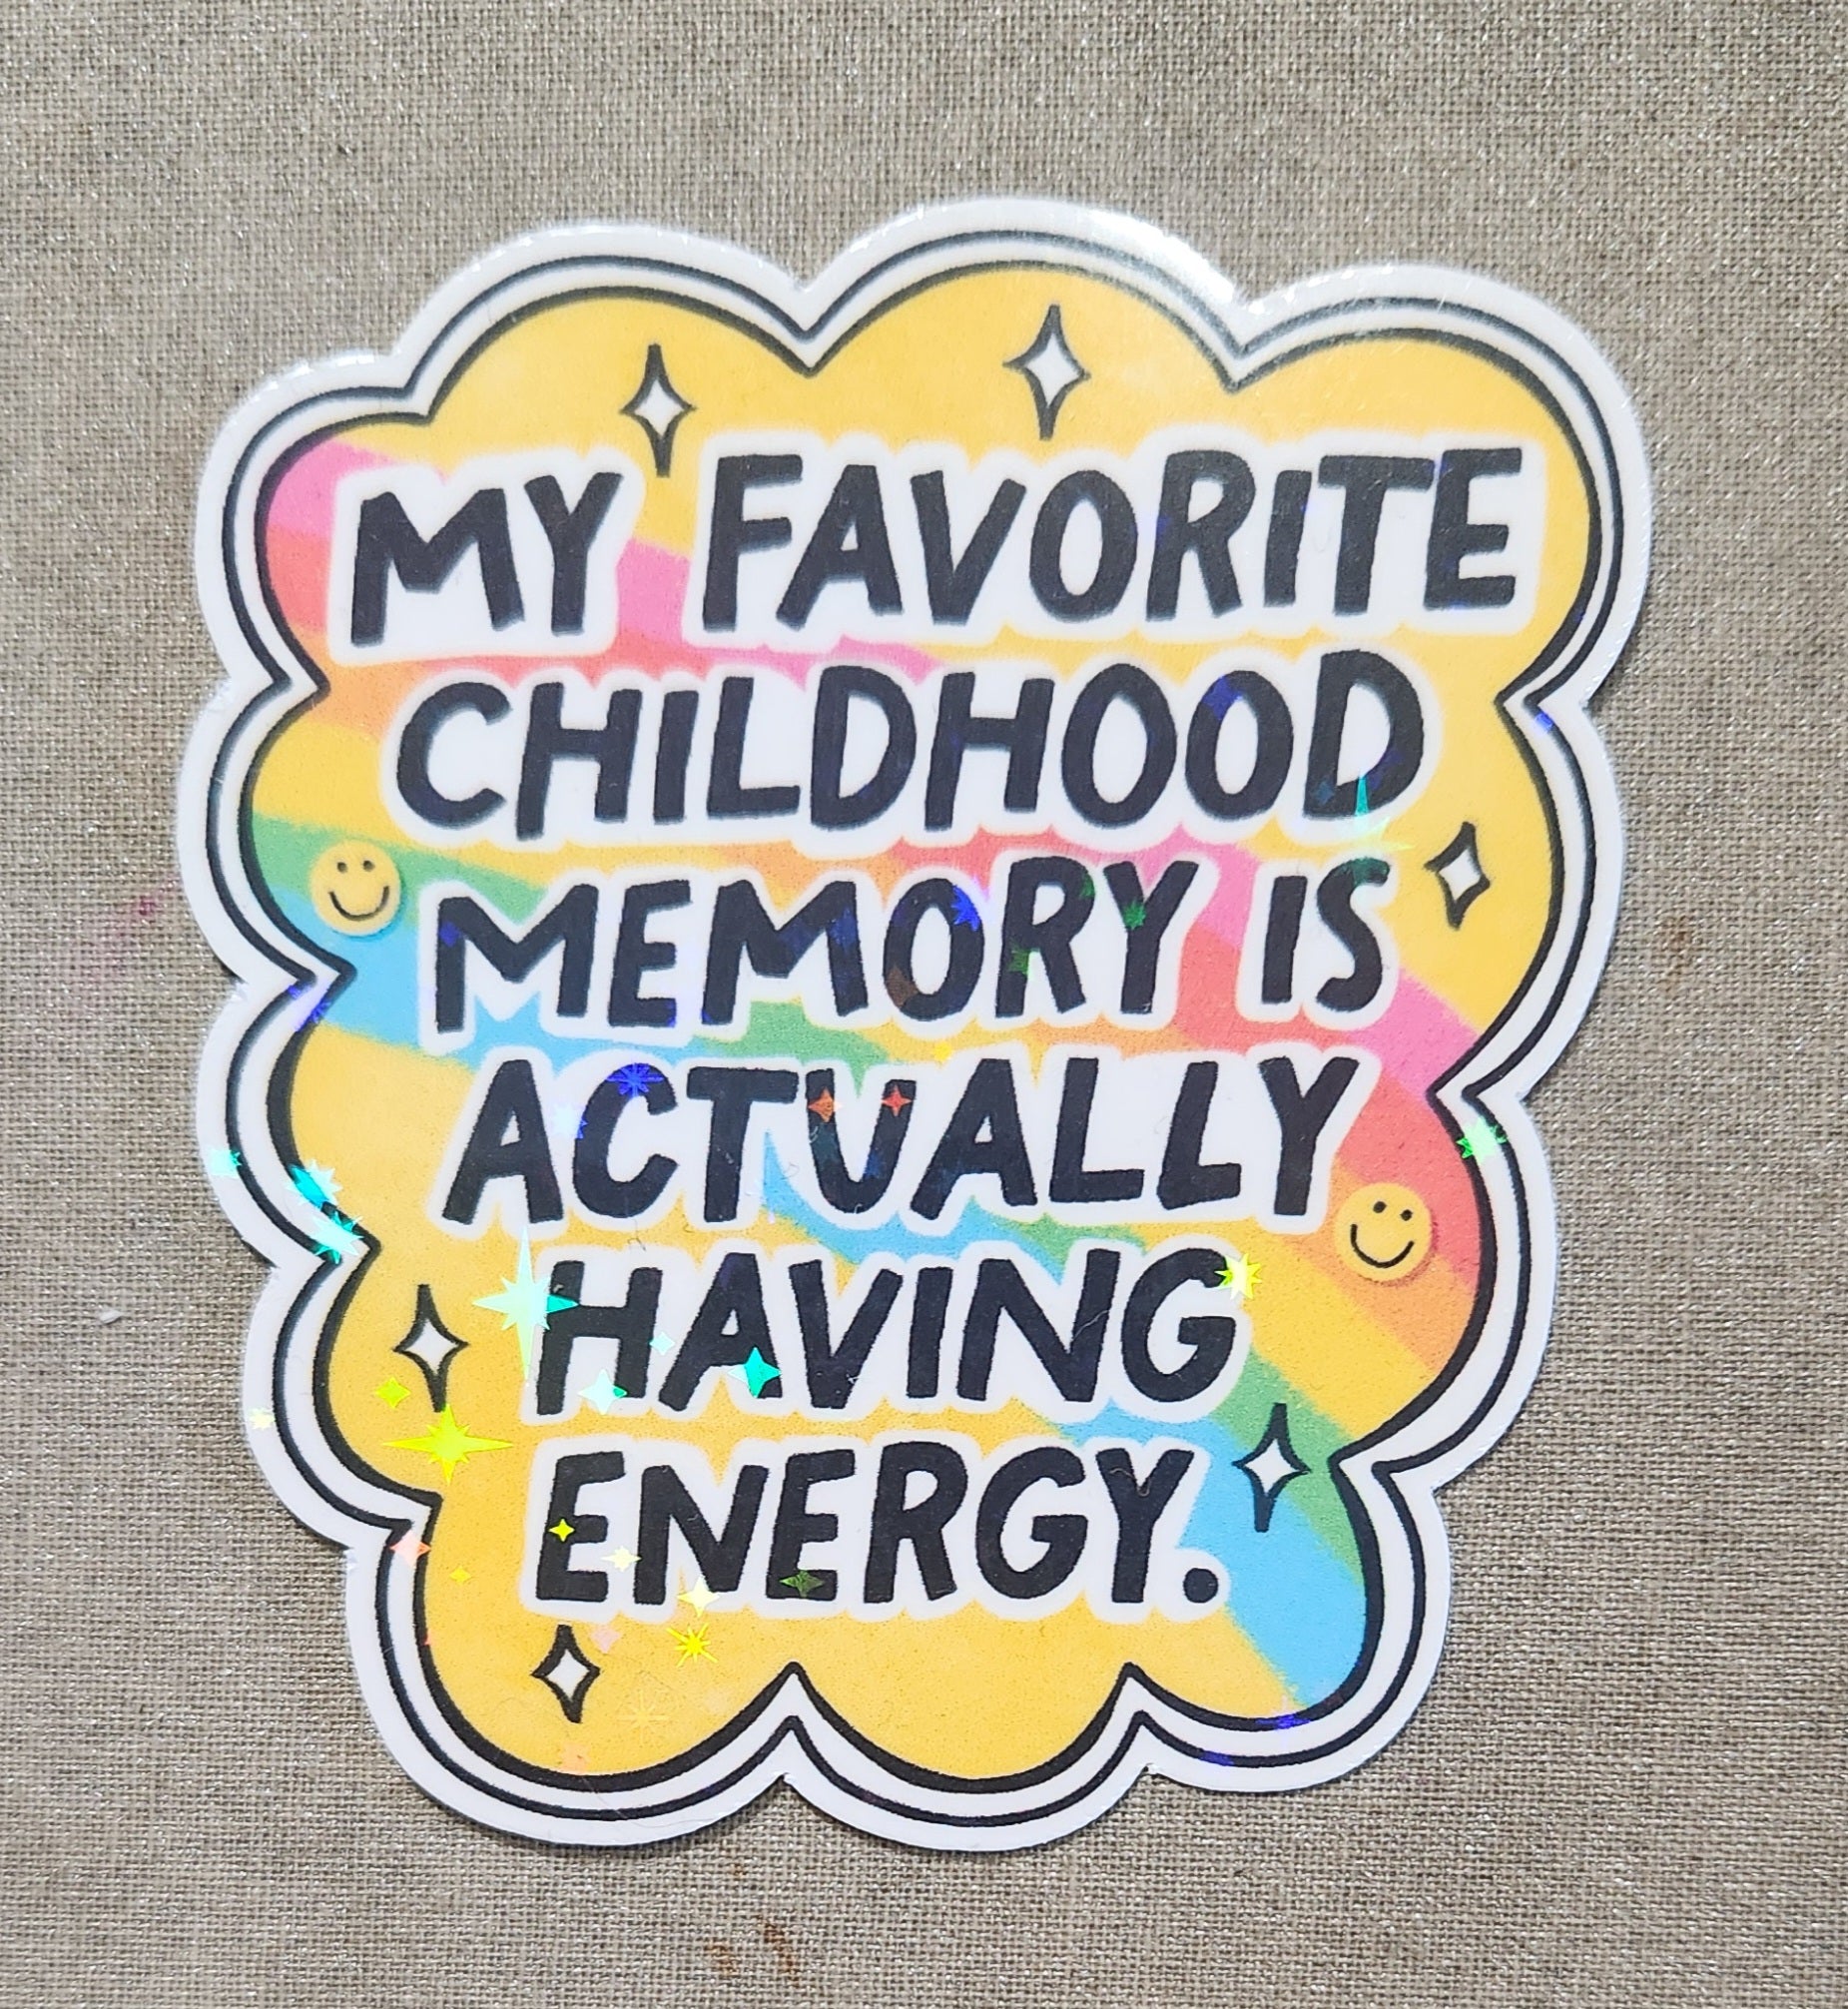 MY FAVORITE
CHILDHOOD
MEMORY IS
ACTUALLY
HAVING
ENERGY.